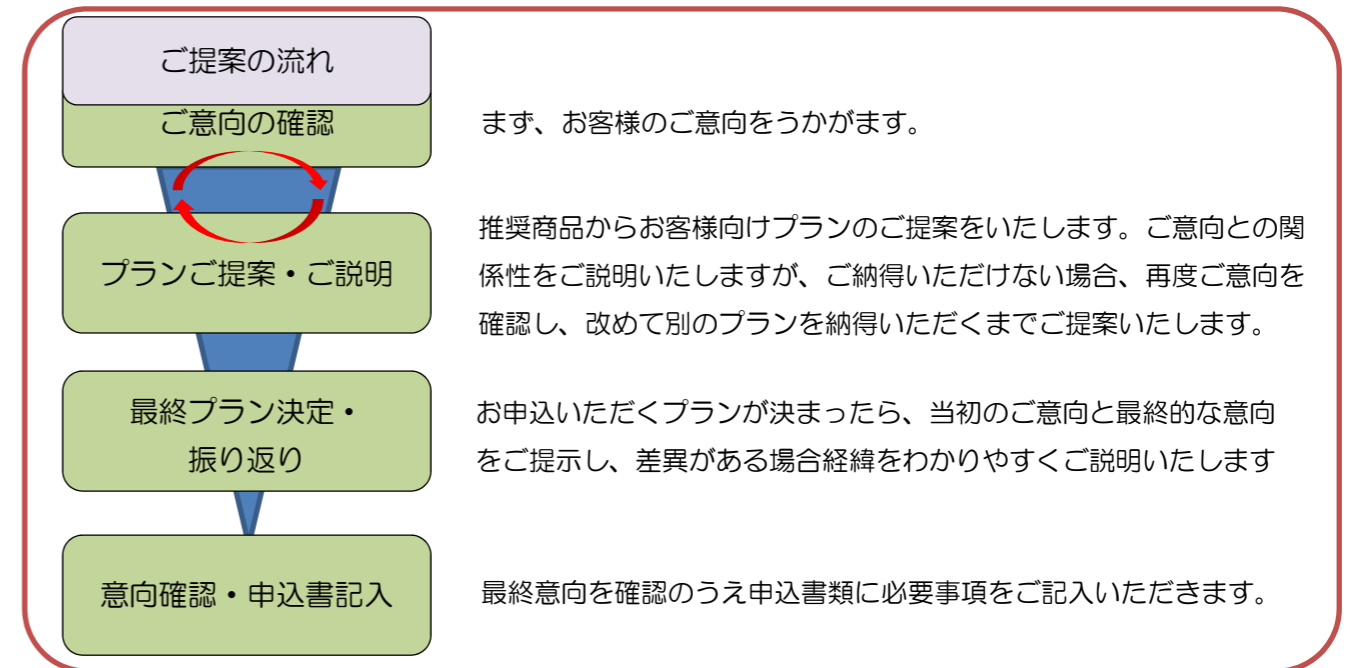 ご提案の流れ
ご意向の確認
まず、お客様のご意向をうかがます。
プランご提案・ご説明
推奨商品からお客様向けプランのご提案をいたします。ご意向との関
係性をご説明いたしますが、ご納得いただけない場合、再度ご意向を
確認し、改めて別のプランを納得いただくまでご提案いたします。
最終プラン決定・
振り返り
お申込いただくプランが決まったら、当初のご意向と最終的な意向
をご提示し、差異がある場合経緯をわかりやすくご説明いたします
意向確認・申込書記入
最終意向を確認のうえ申込書類に必要事項をご記入いただきます。